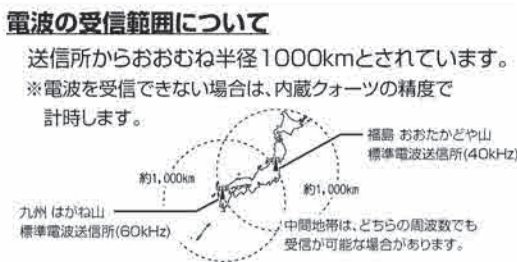 電波の受信範囲について
送信所からおおむね半径1000kmとされています。
※電波を受信できない場合は、内蔵クォーツの精度で
計時します。
福島 おおたかどや山
標準電波送信所(40kHz)
約1,000km
約1,000km
九州 はがね山
標準電波送信所(60kHz)
中間地帯は、どちらの周波数でも
受信が可能な場合があります。